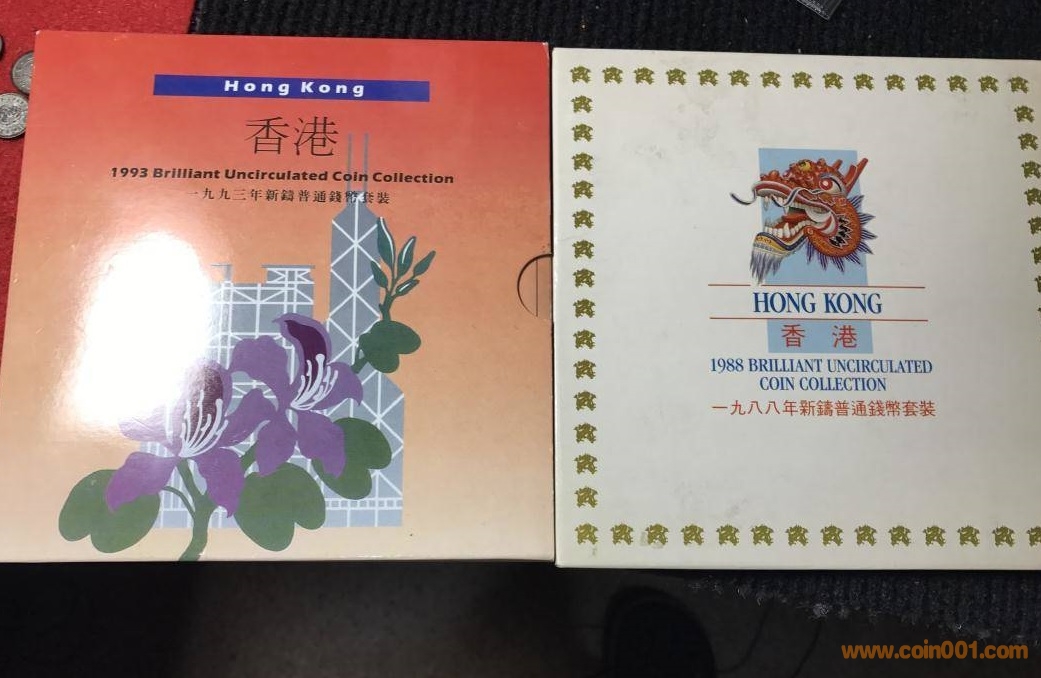 Hong Kong
香港
1993 Brilliant Uncirculated Coin Collection
一九九三年新鑄普通錢幣套裝
HONG KONG
香港
1988 BRILLIANT UNCIRCULATED
COIN COLLECTION
一九八八年新鑄普通錢幣套裝
www.coin001.com